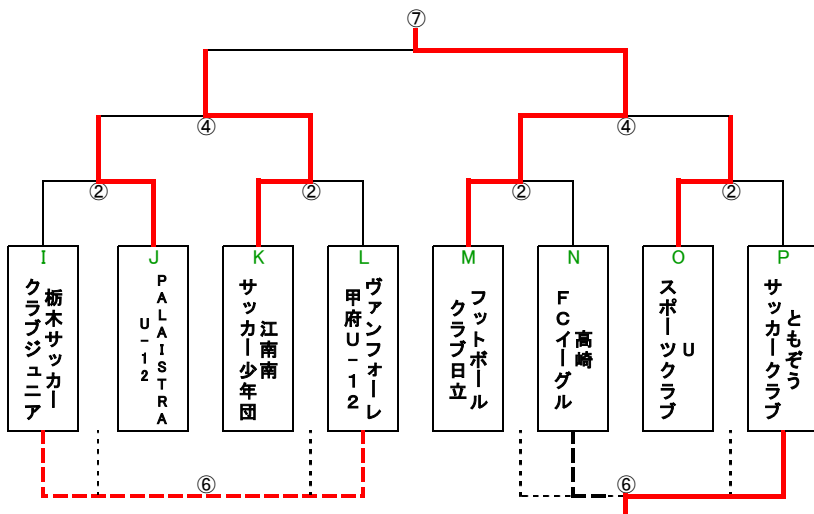 ⑦
④
④
②
②
②
②
I
J
K
L
M
N
O
P
栃木サッカー
クラブジュニア
PALAISTRA
U-12
江南南
サッカー少年団
ヴァンフォーレ
甲府U-12
フットボール
クラブ日立
高崎
FCイーグル
U
スポーツクラブ
ともぞう
サッカークラブ
⑥
⑥